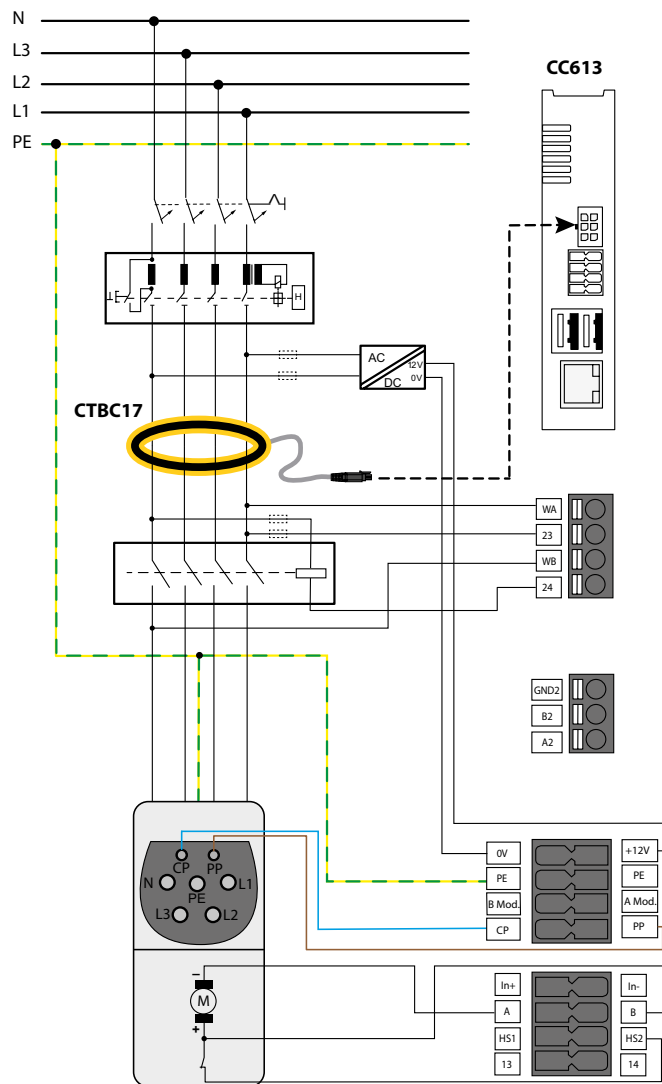 N
L3
L2
L1
PE
CC613
H
AC
DC
12V
0V
CTBC17
WA
23
WB
24
GND2
B2
A2
CP
PP
N
L1
PE
L3
L2
0V
+12V
PE
PE
B Mod.
A Mod.
CP
PP
−
M
+
In+
In-
A
B
HS1
HS2
13
14